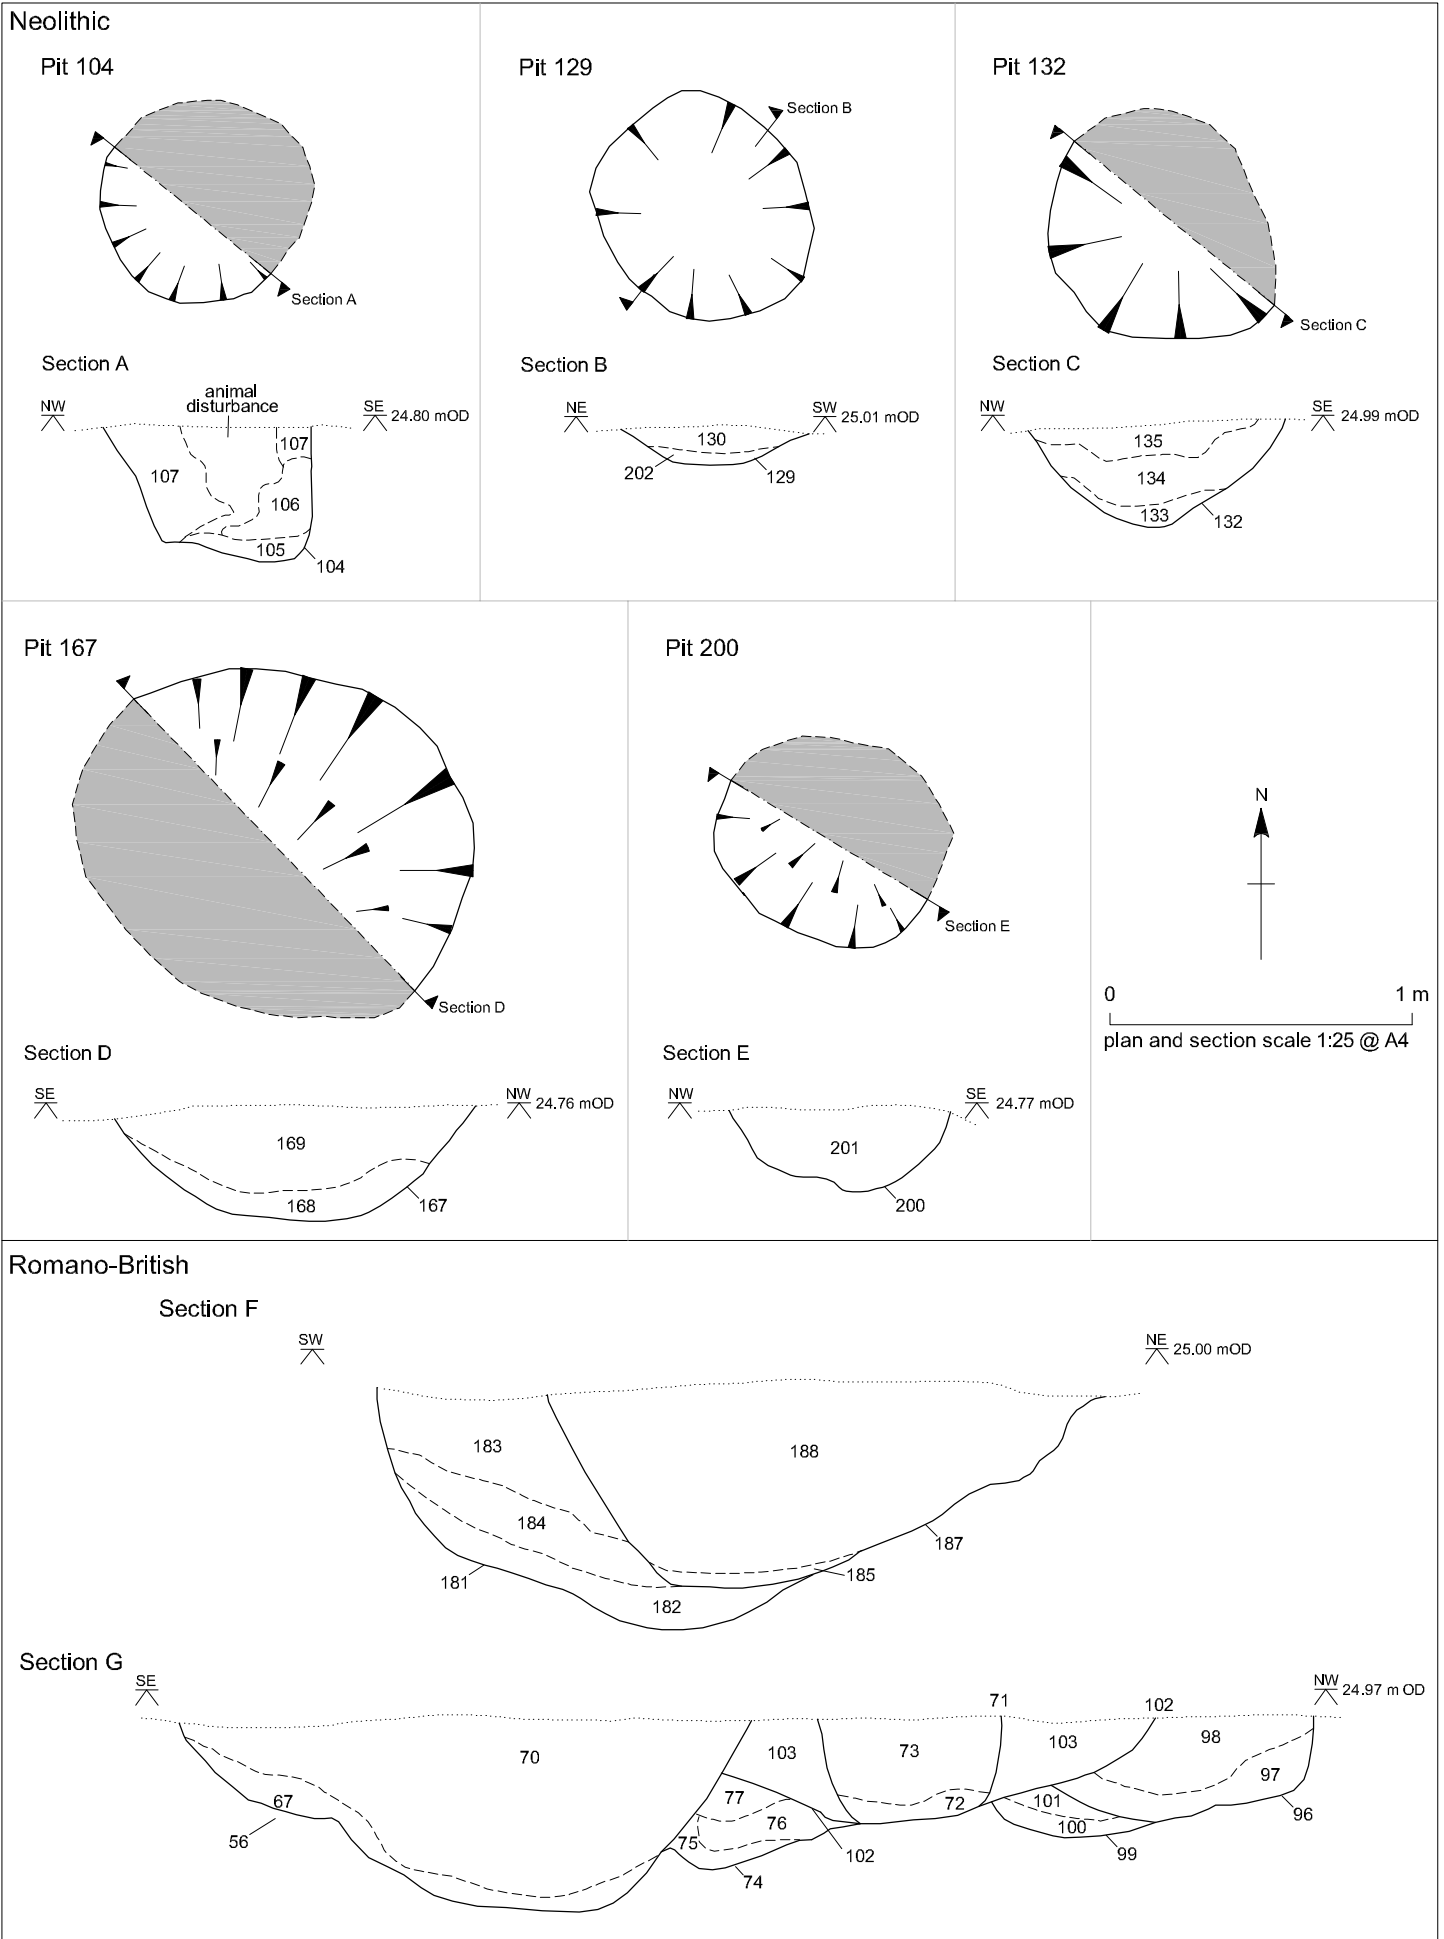 Neolithic
Pit 104
Section A
Section A
NW
animal
disturbance
SE
24.80 mOD
107
107
106
105
104
Pit 129
Section B
Section B
NE
SW
25.01 mOD
130
202
129
Pit 132
Section C
Section C
NW
SE
24.99 mOD
135
134
133
132
Pit 167
Section D
Section D
SE
NW
24.76 mOD
169
168
167
Pit 200
Section E
Section E
NW
SE
24.77 mOD
201
200
N
0 1 m
plan and section scale 1:25 @ A4
Romano-British
Section F
SW
NE
25.00 mOD
183
188
184
187
181
185
182
Section G
SE
71
102
NW
24.97 m OD
70
103
73
103
98
97
67
77
72
101
96
56
76
100
75
102
99
74